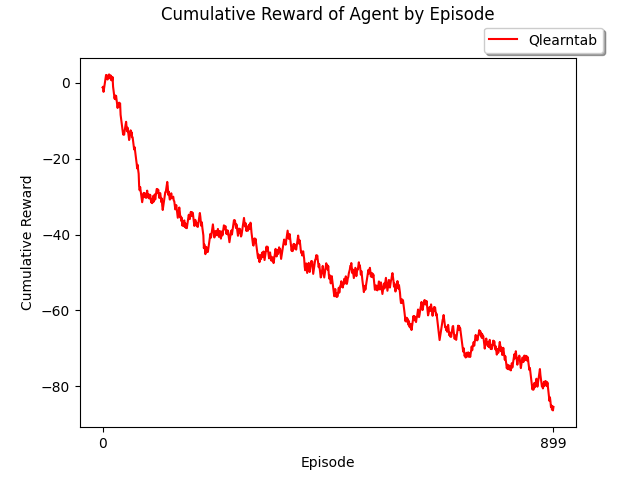 Cumulative Reward of Agent by Episode
Qlearntab
0
−20
−40
−60
−80
Cumulative Reward
0
899
Episode